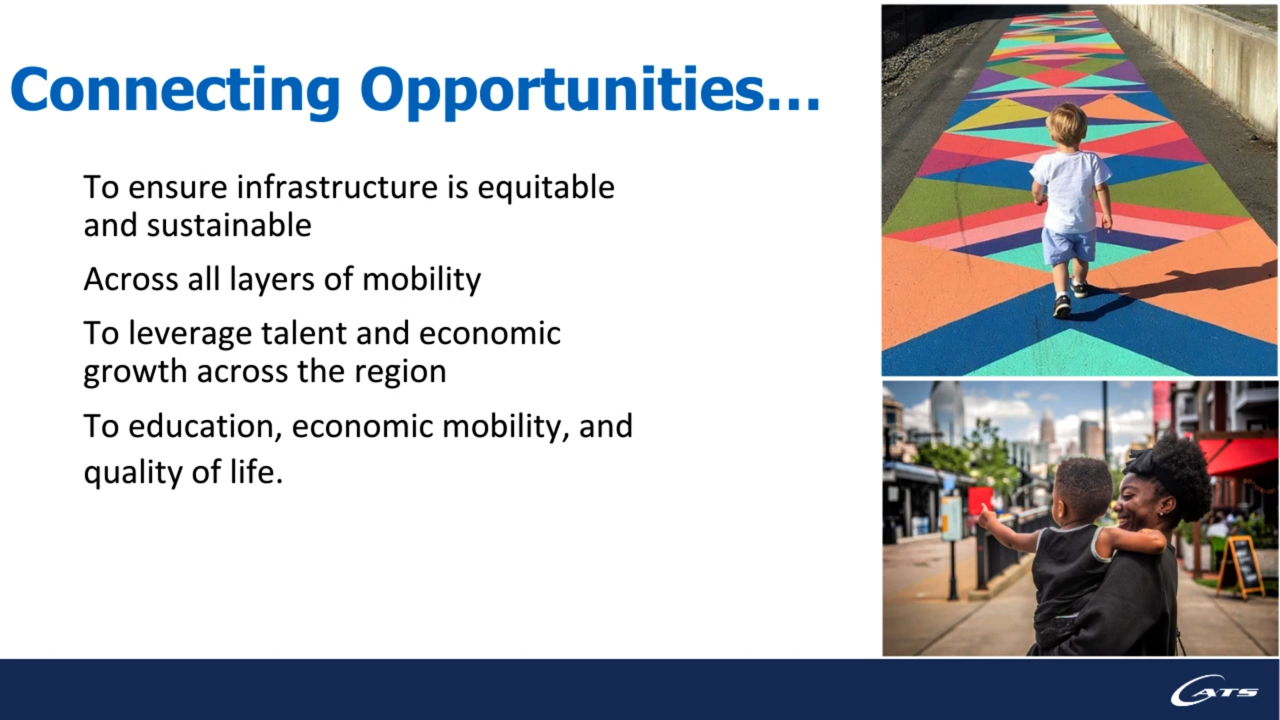 Connecting Opportunities...
To ensure infrastructure is equitable
and sustainable
Across all layers of mobility
To leverage talent and economic
growth across the region
To education, economic mobility, and
quality of life.
CATS